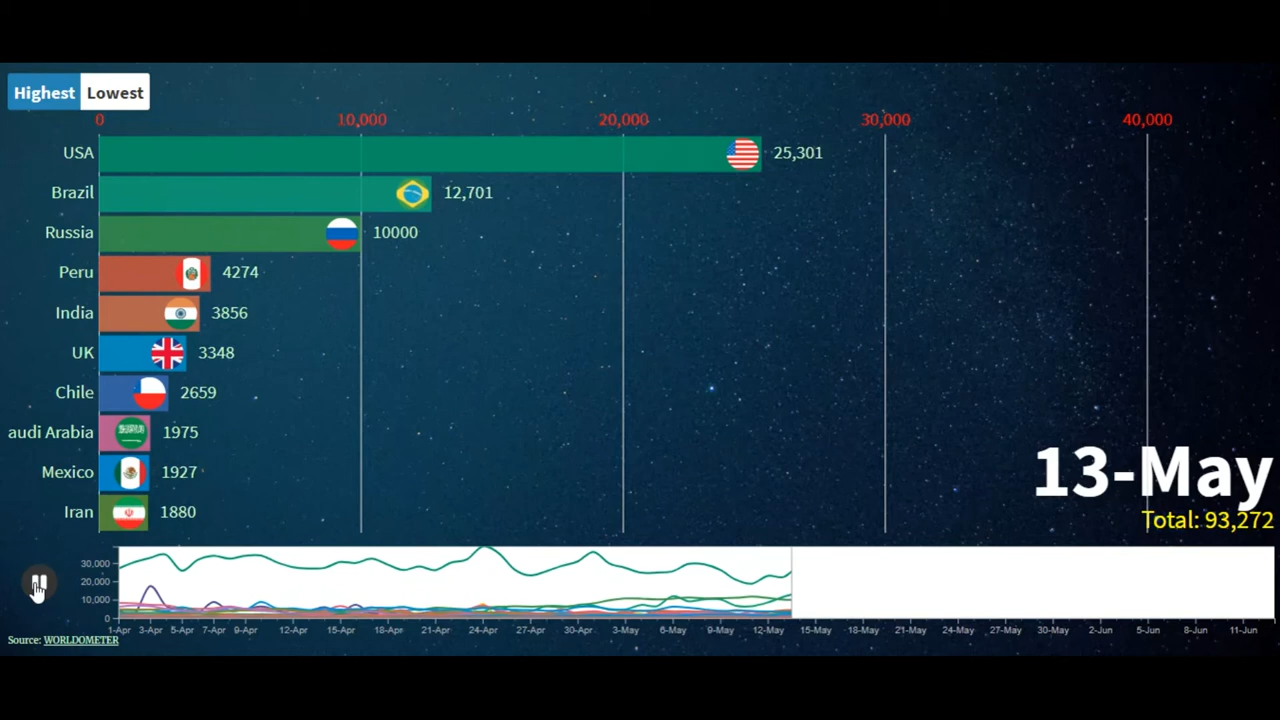 Highest Lowest
0 10,000 20,000 30,000 40,000
USA 25,301
Brazil 12,701
Russia 10000
Peru 4274
India 3856
UK 3348
Chile 2659
audi Arabia 1975
Mexico 1927
Iran 1880
13-May
Total: 93,272
30,000
20,000
10,000
0
1-Apr 3-Apr 5-Apr 7-Apr 9-Apr 12-Apr 15-Apr 18-Apr 21-Apr 24-Apr 27-Apr 30-Apr 3-May 6-May 9-May 12-May 15-May 18-May 21-May 24-May 27-May 30-May 2-Jun 5-Jun 8-Jun 11-Jun
Source: WORLDOMETER